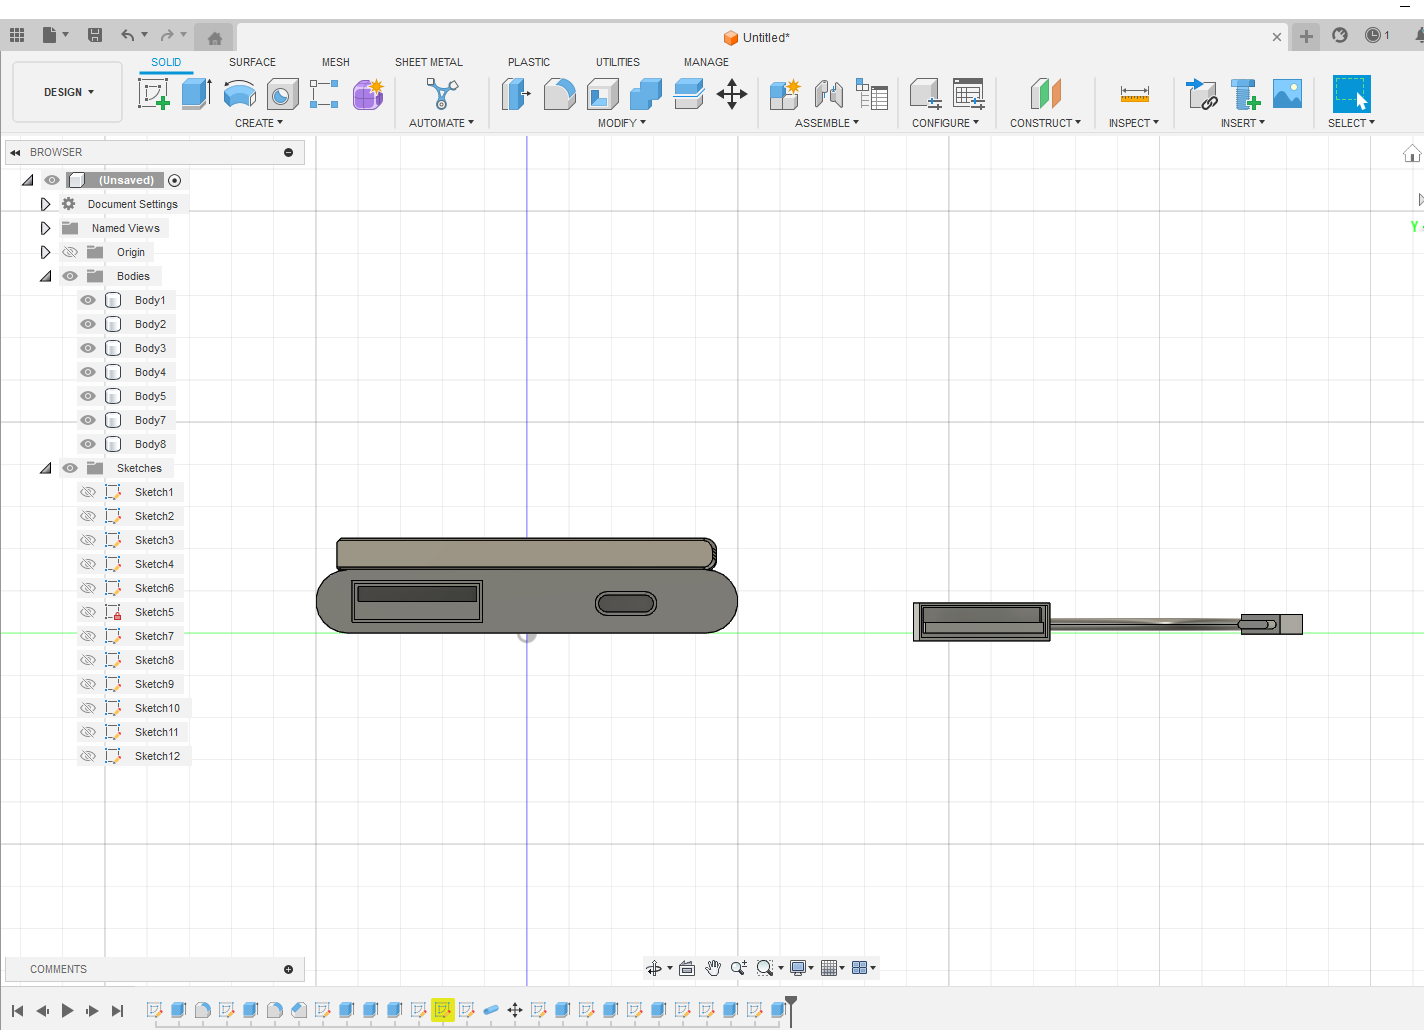 Untitled*
1
DESIGN
SOLID
SURFACE
MESH
SHEET METAL
PLASTIC
UTILITIES
MANAGE
CREATE
AUTOMATE
MODIFY
ASSEMBLE
CONFIGURE
CONSTRUCT
INSPECT
INSERT
SELECT
BROWSER
(Unsaved)
Document Settings
Named Views
Origin
Bodies
Body1
Body2
Body3
Body4
Body5
Body7
Body8
Sketches
Sketch1
Sketch2
Sketch3
Sketch4
Sketch6
Sketch5
Sketch7
Sketch8
Sketch9
Sketch10
Sketch11
Sketch12
Y
COMMENTS